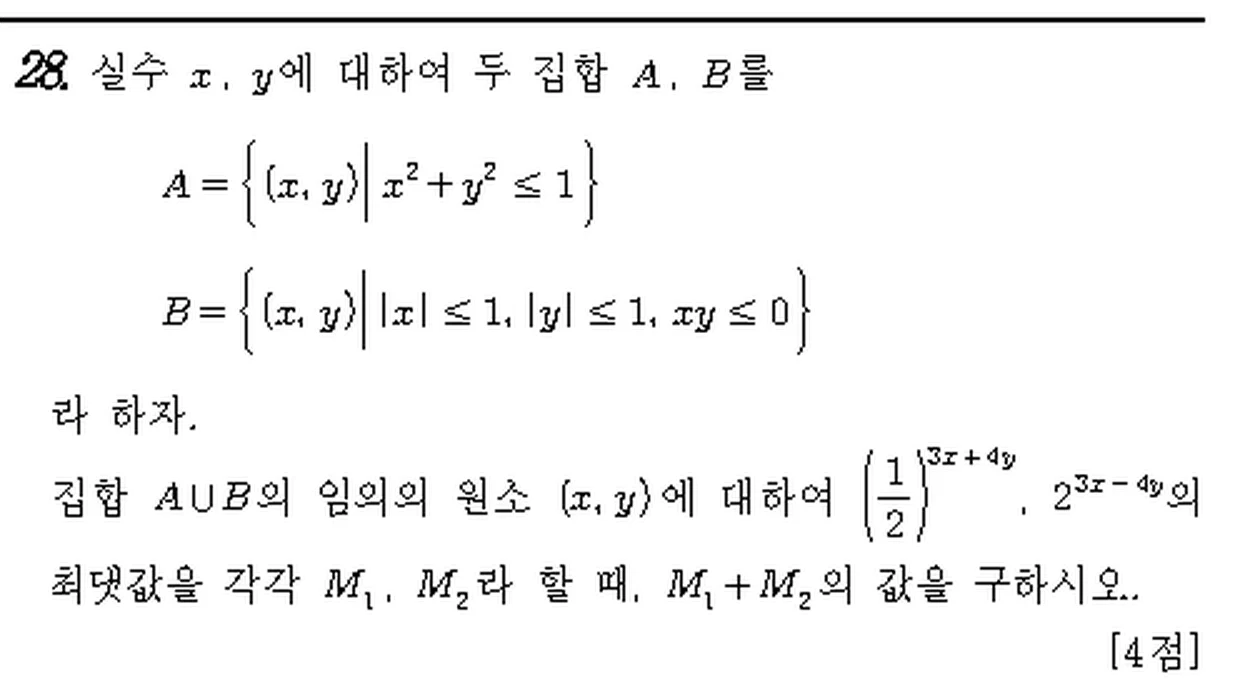 28. 실수 x, y에 대하여 두 집합 A, B를
A = { (x, y) | x² + y² ≤ 1 }
B = { (x, y) | |x| ≤ 1, |y| ≤ 1, xy ≤ 0 }
라 하자.
집합 A∪B의 임의의 원소 (x, y)에 대하여 (1/2)^(3x+4y), 2^(3x-4y)의
최댓값을 각각 M₁, M₂라 할 때, M₁+M₂의 값을 구하시오..
[4점]